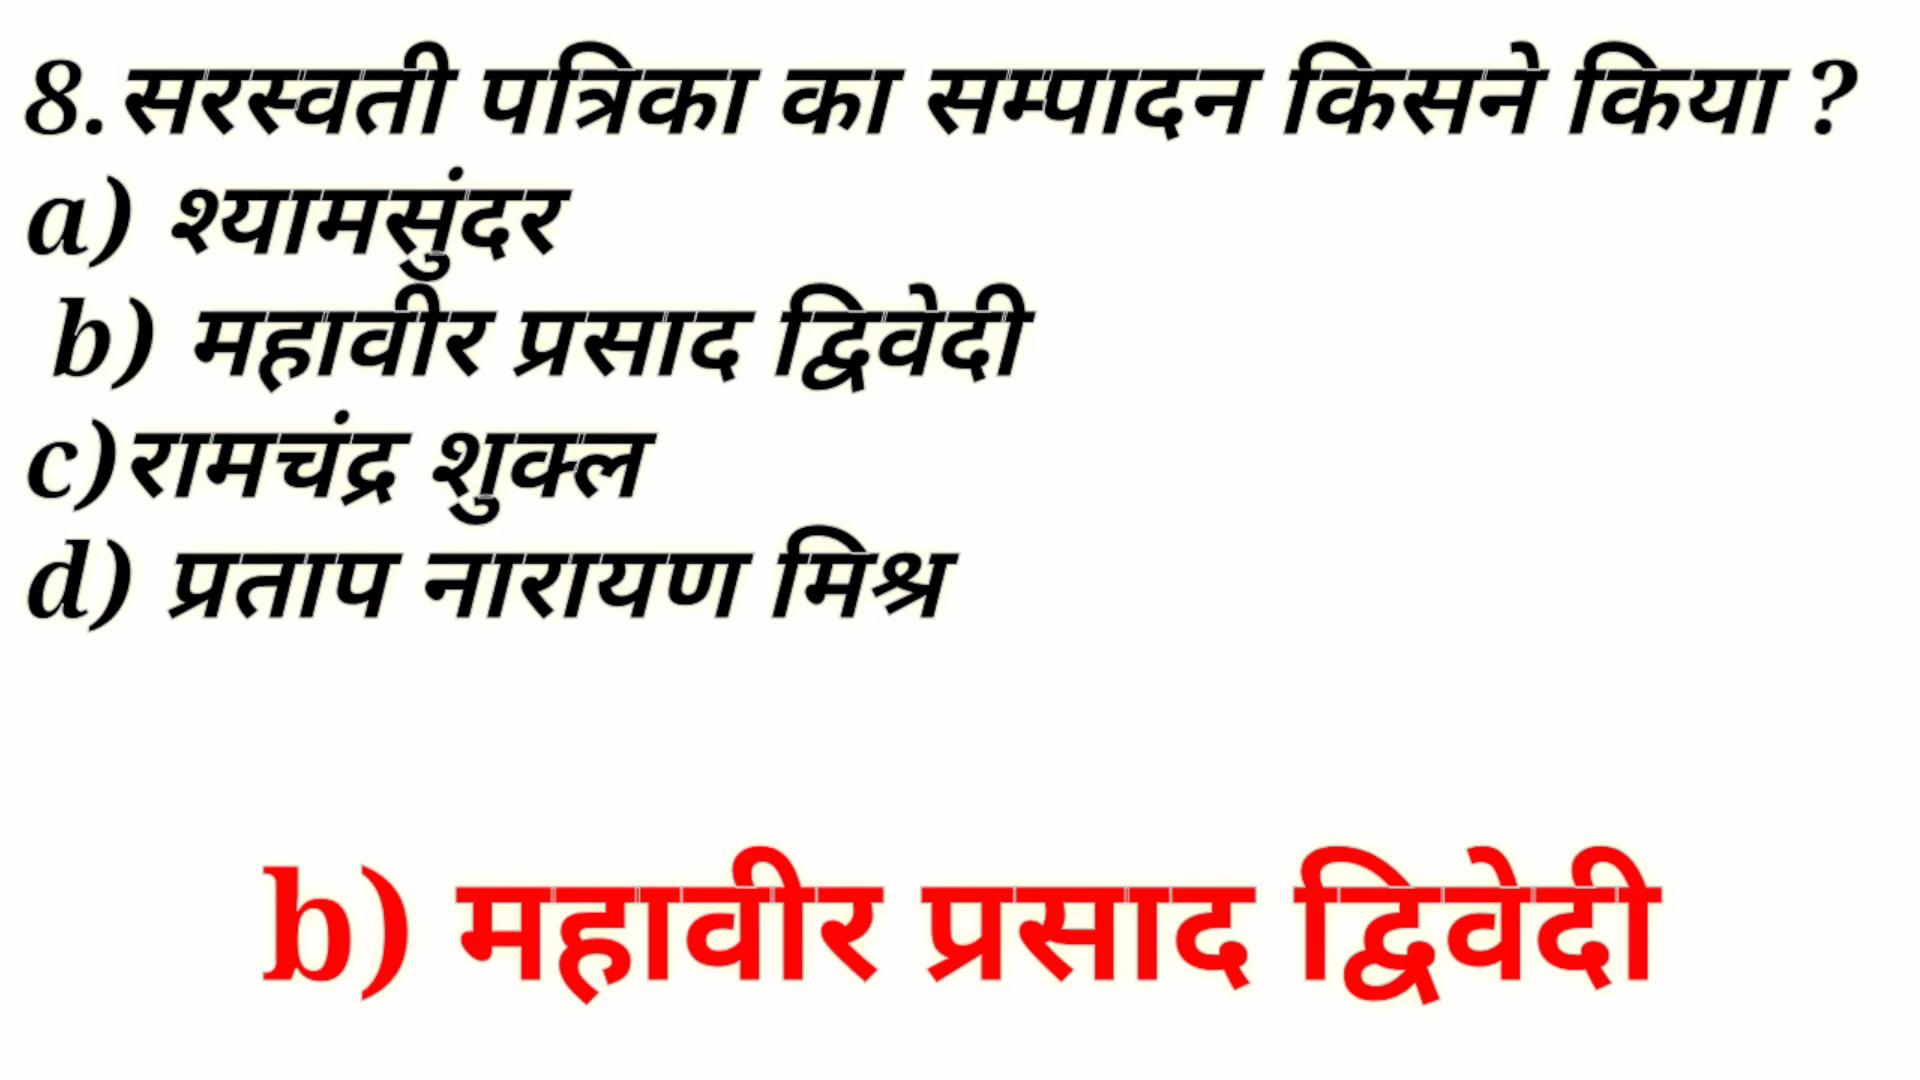 8.सरस्वती पत्रिका का सम्पादन किसने किया ?
a) श्यामसुंदर
b) महावीर प्रसाद द्विवेदी
c)रामचंद्र शुक्ल
d) प्रताप नारायण मिश्र
b) महावीर प्रसाद द्विवेदी